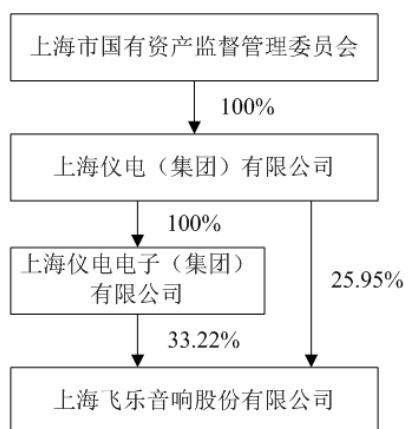 上海市国有资产监督管理委员会
100%
上海仪电（集团）有限公司
100%
上海仪电电子（集团）
有限公司
25.95%
33.22%
上海飞乐音响股份有限公司